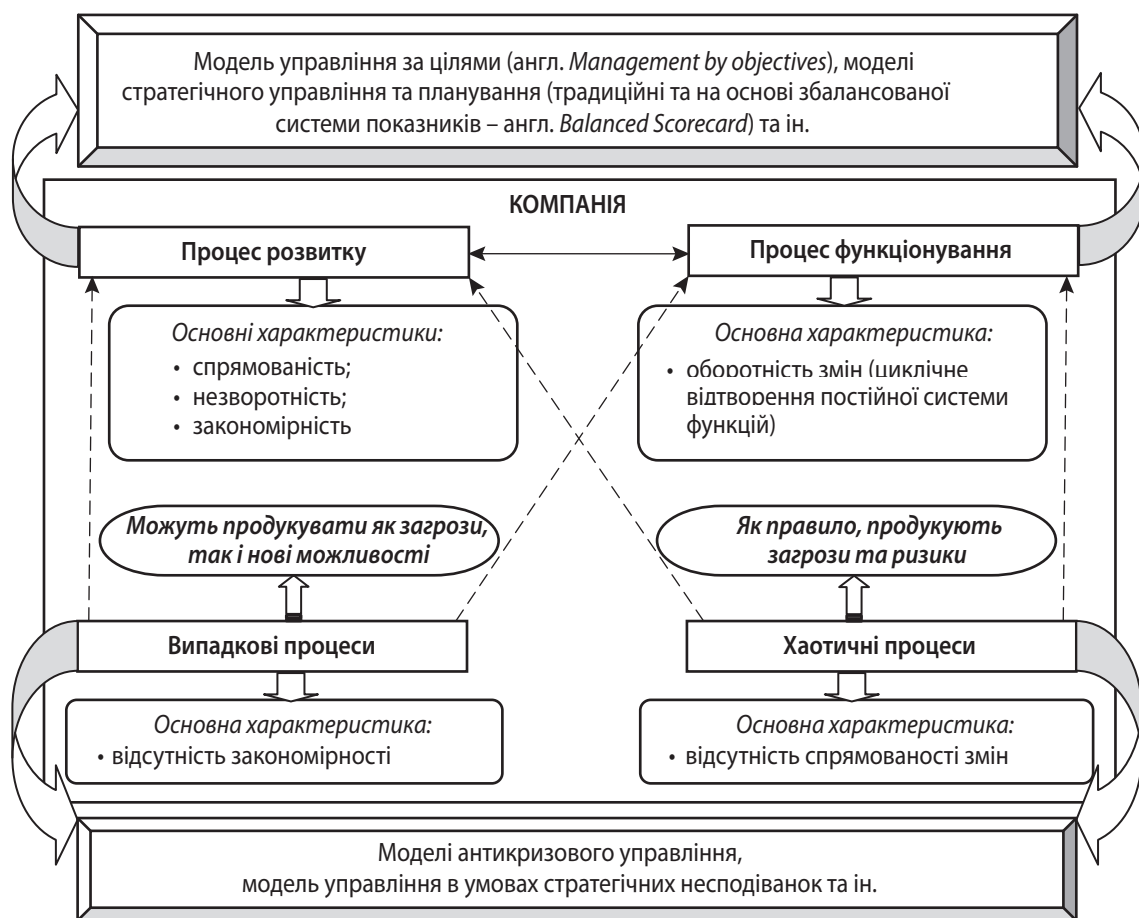 Модель управління за цілями (англ. Management by objectives), моделі
стратегічного управління та планування (традиційні та на основі збалансованої
системи показників – англ. Balanced Scorecard) та ін.
КОМПАНІЯ
Процес розвитку
Процес функціонування
Основні характеристики:
• спрямованість;
• незворотність;
• закономірність
Основна характеристика:
• оборотність змін (циклічне
відтворення постійної системи
функцій)
Можуть продукувати як загрози,
так і нові можливості
Як правило, продукують
загрози та ризики
Випадкові процеси
Хаотичні процеси
Основна характеристика:
• відсутність закономірності
Основна характеристика:
• відсутність спрямованості змін
Моделі антикризового управління,
модель управління в умовах стратегічних несподіванок та ін.